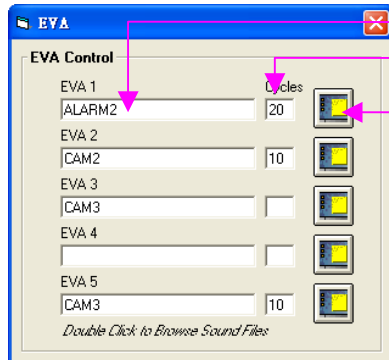 EVA
EVA Control
EVA 1 Cycles
ALARM2 20
EVA 2
CAM2 10
EVA 3
CAM3
EVA 4
EVA 5
CAM3 10
Double Click to Browse Sound Files